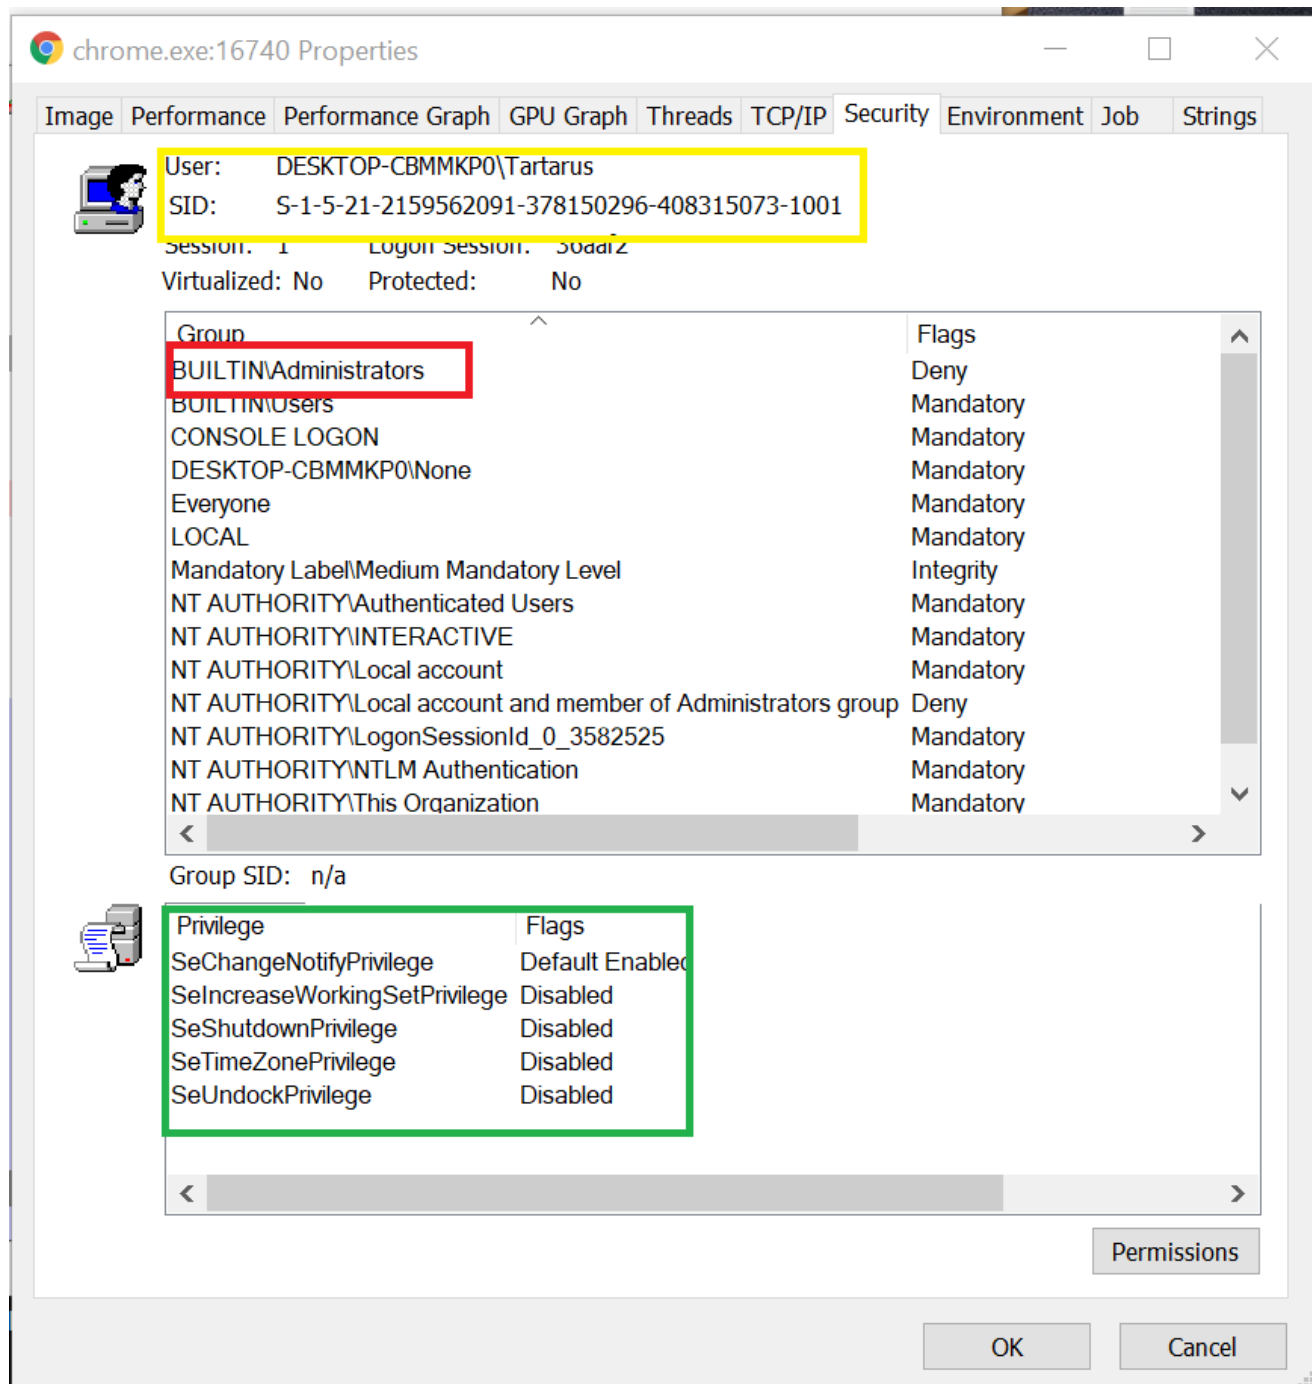 chrome.exe:16740 Properties
Image Performance Performance Graph GPU Graph Threads TCP/IP Security Environment Job Strings
User: DESKTOP-CBMMKP0\Tartarus
SID: S-1-5-21-2159562091-378150296-408315073-1001
Session: 1 Logon Session: 36aaf2
Virtualized: No Protected: No
Group Flags
BUILTIN\Administrators Deny
BUILTIN\Users Mandatory
CONSOLE LOGON Mandatory
DESKTOP-CBMMKP0\None Mandatory
Everyone Mandatory
LOCAL Mandatory
Mandatory Label\Medium Mandatory Level Integrity
NT AUTHORITY\Authenticated Users Mandatory
NT AUTHORITY\INTERACTIVE Mandatory
NT AUTHORITY\Local account Mandatory
NT AUTHORITY\Local account and member of Administrators group Deny
NT AUTHORITY\LogonSessionId_0_3582525 Mandatory
NT AUTHORITY\NTLM Authentication Mandatory
NT AUTHORITY\This Organization Mandatory
Group SID: n/a
Privilege Flags
SeChangeNotifyPrivilege Default Enabled
SeIncreaseWorkingSetPrivilege Disabled
SeShutdownPrivilege Disabled
SeTimeZonePrivilege Disabled
SeUndockPrivilege Disabled
Permissions
OK Cancel